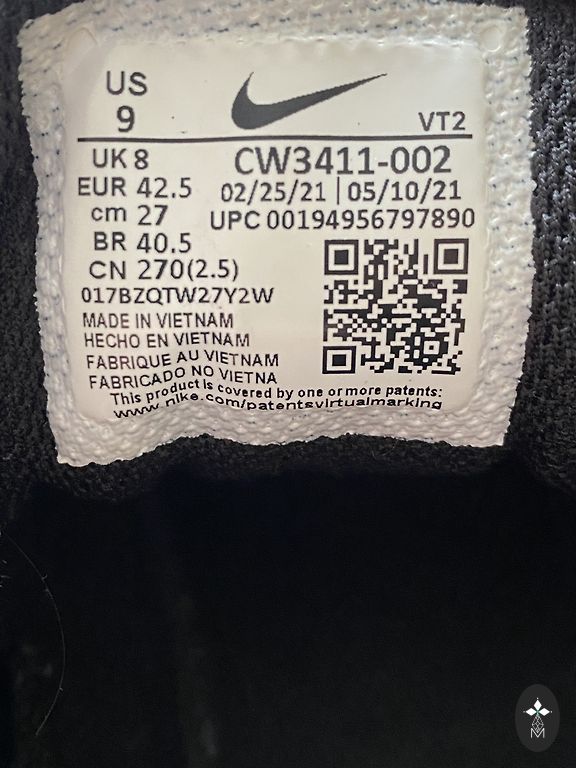 US
9
VT2
UK 8
EUR 42.5
cm 27
BR 40.5
CN 270(2.5)
CW3411-002
02/25/21 | 05/10/21
UPC 00194956797890
017BZQTW27Y2W
MADE IN VIETNAM
HECHO EN VIETNAM
FABRIQUE AU VIETNAM
FABRICADO NO VIETNA
This product is covered by one or more patents:
www.nike.com/patentsvirtualmarking